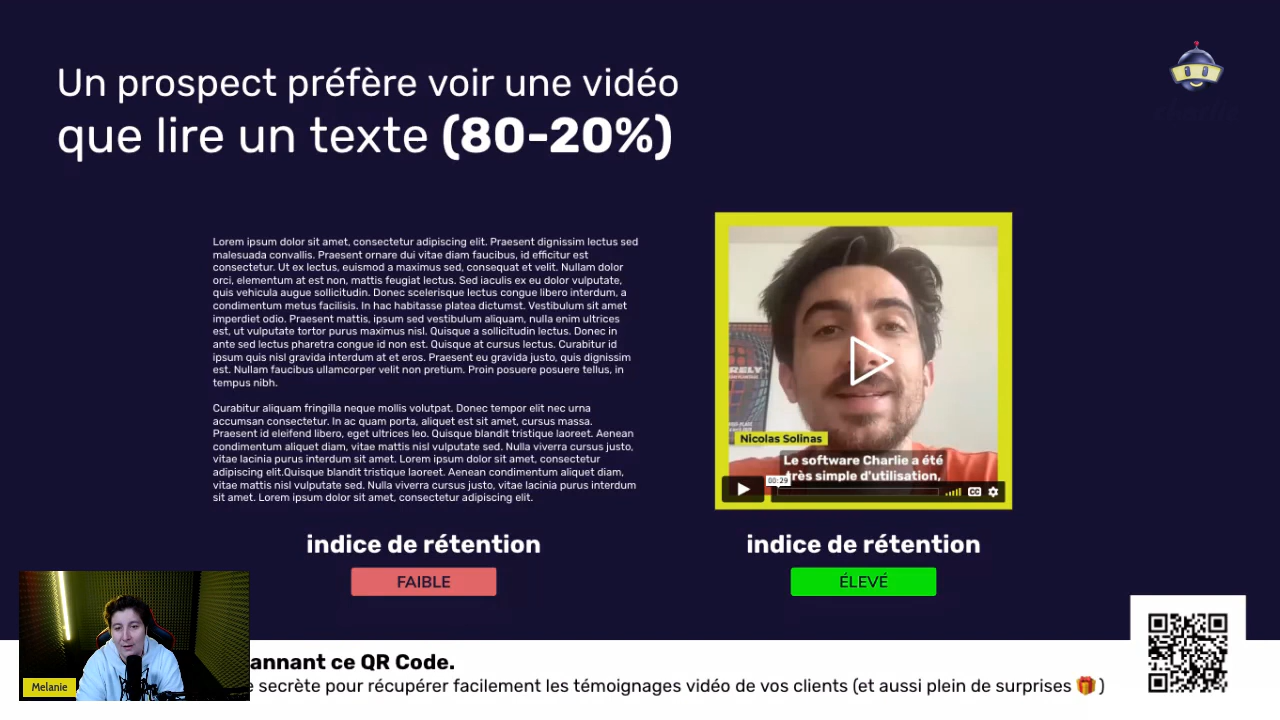 Un prospect préfère voir une vidéo
que lire un texte (80-20%)
Lorem ipsum dolor sit amet, consectetur adipiscing elit. Praesent dignissim lectus sed
malesuada convallis. Praesent ornare dui vitae diam faucibus, id efficitur est
consectetur. Ut ex lectus, euismod a maximus sed, consequat et velit. Nullam dolor
orci, elementum at est non, mattis feugiat lectus. Sed iaculis ex eu dolor vulputate,
quis vehicula augue sollicitudin. Donec scelerisque lectus congue libero interdum, a
condimentum metus facilisis. In hac habitasse platea dictumst. Vestibulum sit amet
imperdiet odio. Praesent mattis, ipsum sed vestibulum aliquam, nulla enim ultrices
est, ut vulputate tortor purus maximus nisl. Quisque a sollicitudin lectus. Donec in
ante sed lectus pharetra congue id non est. Quisque at cursus lectus. Curabitur id
ipsum quis nisl gravida interdum at et eros. Praesent eu gravida justo, quis dignissim
est. Nullam faucibus ullamcorper velit non pretium. Proin posuere posuere tellus, in
tempus nibh.
Curabitur aliquam fringilla neque mollis volutpat. Donec tempor elit nec urna
accumsan consectetur. In ac quam porta, aliquet est sit amet, cursus massa.
Praesent id eleifend libero, eget ultrices leo. Quisque blandit tristique laoreet. Aenean
condimentum aliquet diam, vitae mattis nisl vulputate sed. Nulla viverra cursus justo,
vitae lacinia purus interdum sit amet. Lorem ipsum dolor sit amet, consectetur
adipiscing elit.Quisque blandit tristique laoreet. Aenean condimentum aliquet diam,
vitae mattis nisl vulputate sed. Nulla viverra cursus justo, vitae lacinia purus interdum
sit amet. Lorem ipsum dolor sit amet, consectetur adipiscing elit.
RELY
Nicolas Solinas
Le software Charlie a été
très simple d'utilisation,
00:29
CC
indice de rétention
FAIBLE
indice de rétention
ÉLEVÉ
Melanie
annant ce QR Code.
e secrète pour récupérer facilement les témoignages vidéo de vos clients (et aussi plein de surprises 🎁 )